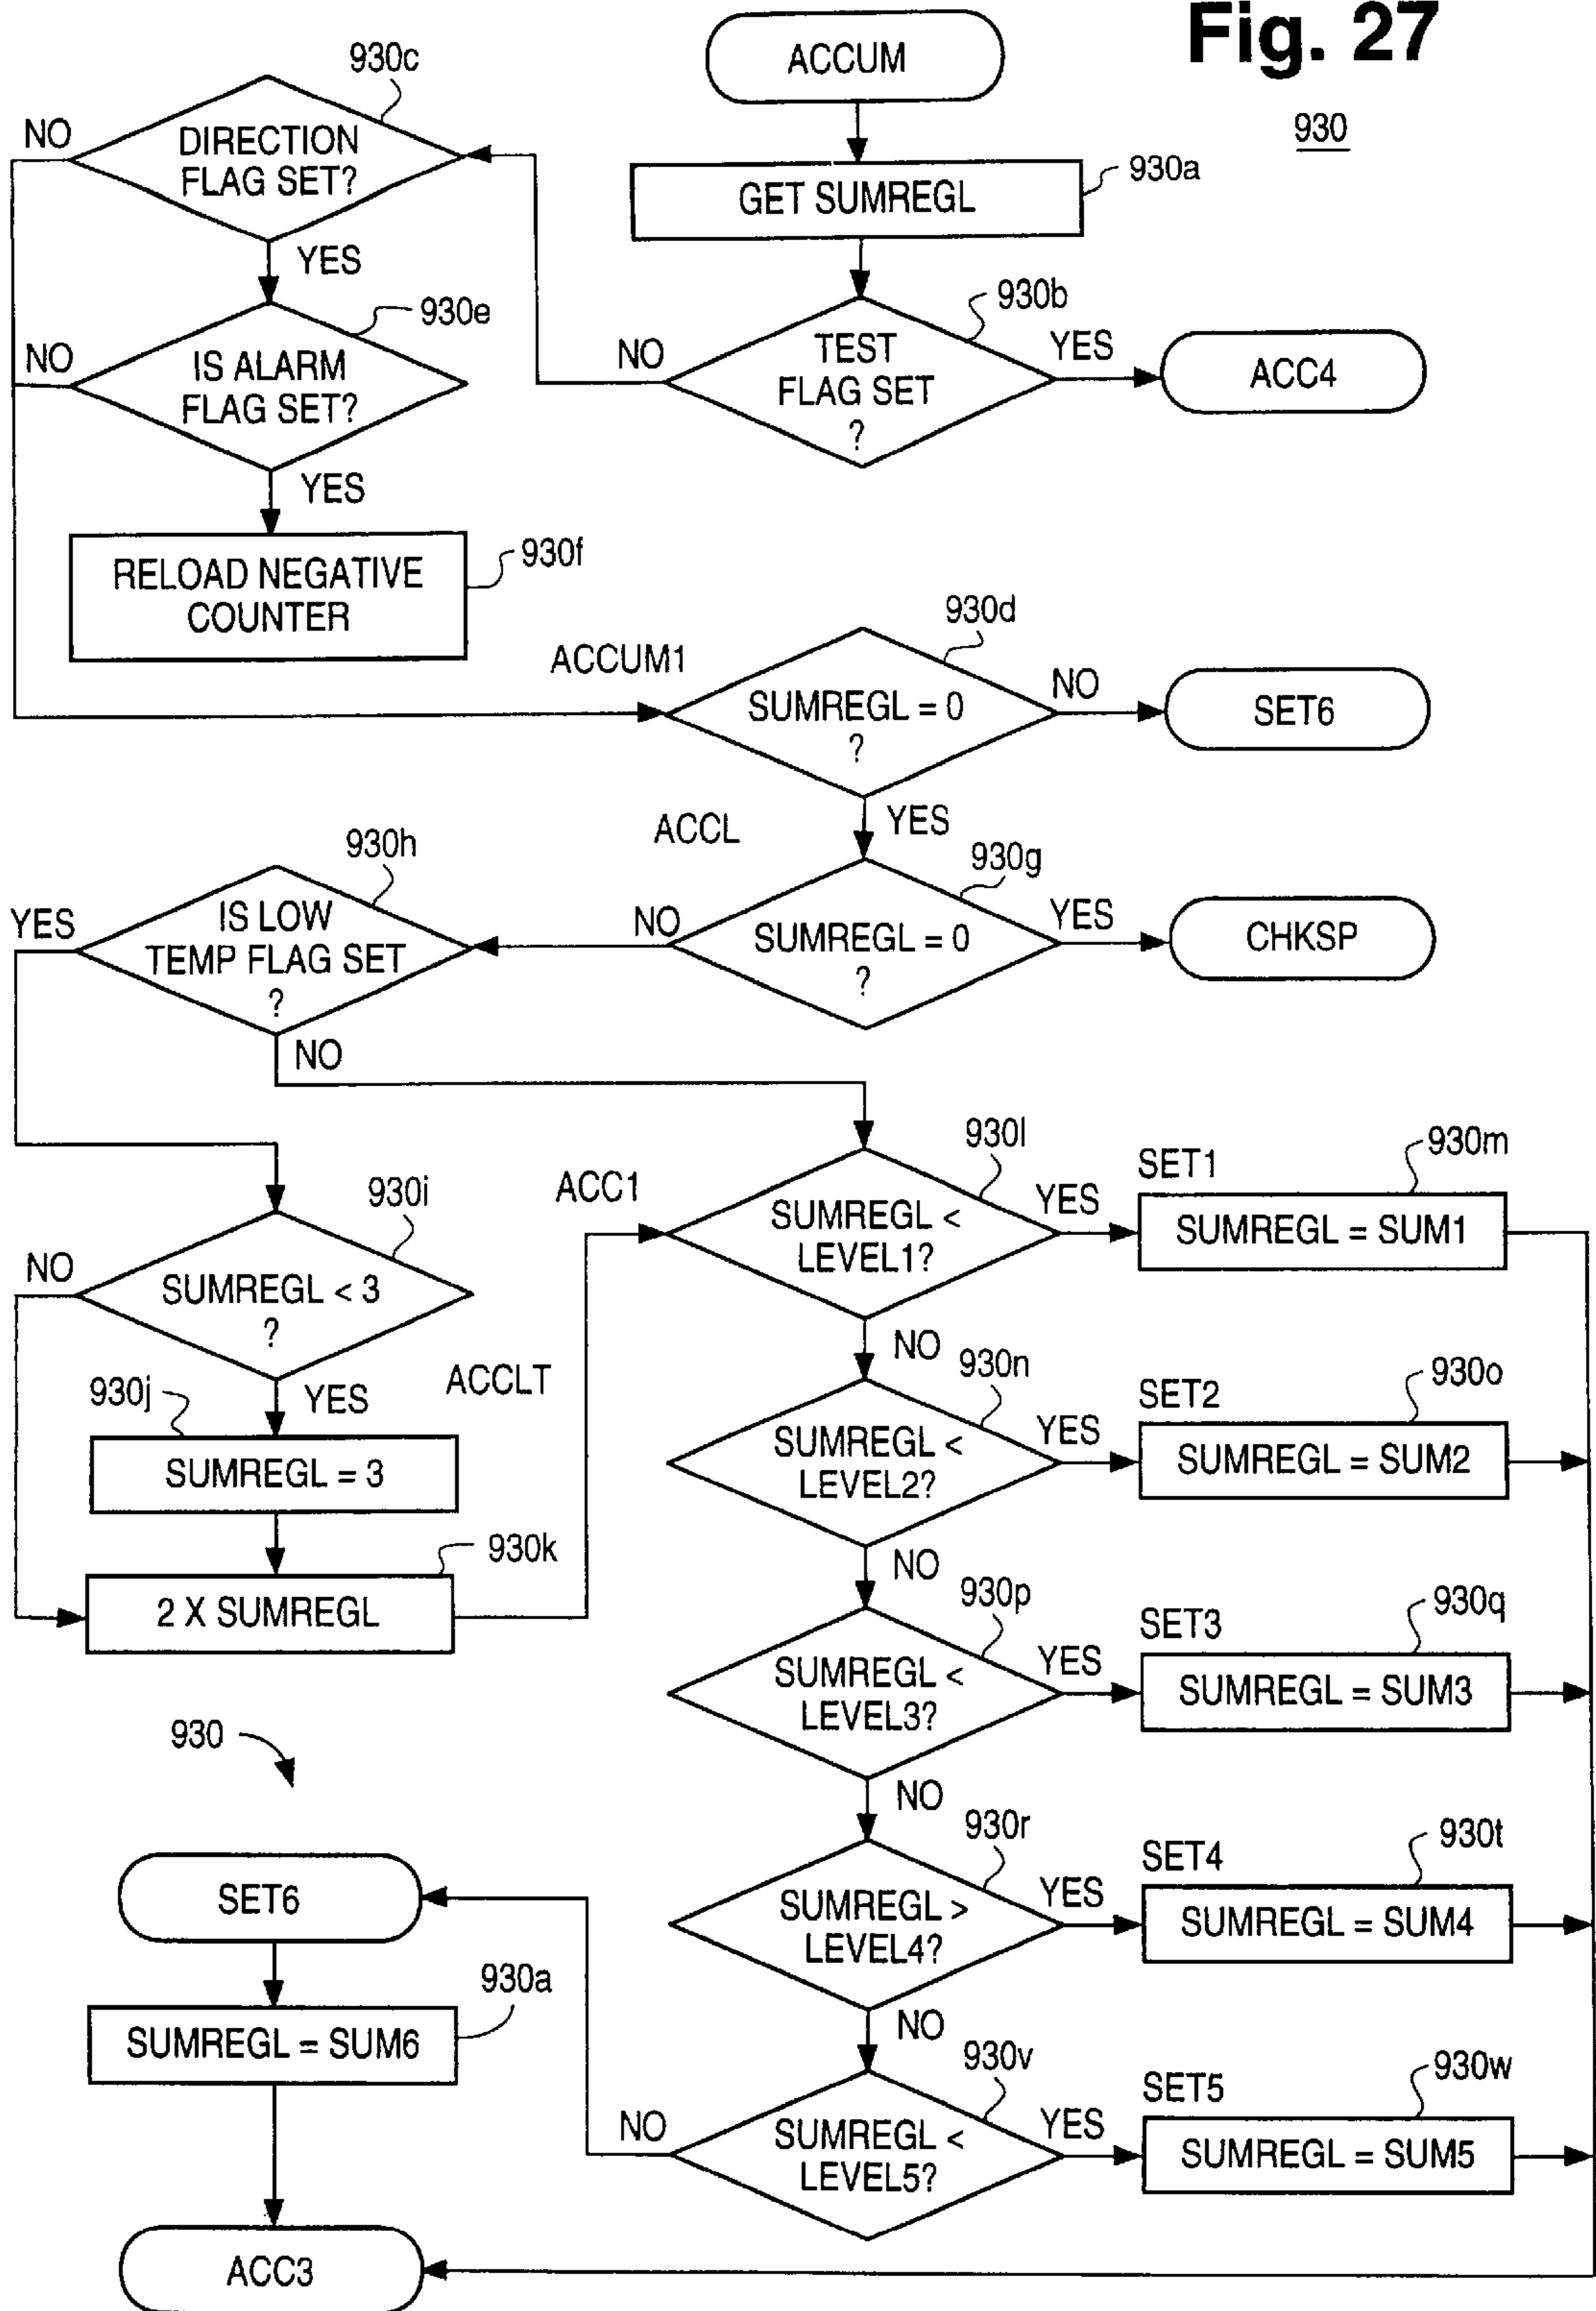 Fig. 27
930
ACCUM
930a
GET SUMREGL
930b
TEST
FLAG SET
?
YES
ACC4
NO
930c
DIRECTION
FLAG SET?
NO
YES
930e
IS ALARM
FLAG SET?
NO
YES
930f
RELOAD NEGATIVE
COUNTER
ACCUM1
930d
SUMREGL = 0
?
NO
SET6
YES
ACCL
930g
SUMREGL = 0
?
YES
CHKSP
NO
930h
IS LOW
TEMP FLAG SET
?
YES
NO
930i
SUMREGL < 3
?
NO
YES
ACCLT
930j
SUMREGL = 3
930k
2 X SUMREGL
ACC1
930l
SUMREGL <
LEVEL1?
YES
SET1
930m
SUMREGL = SUM1
NO
930n
SUMREGL <
LEVEL2?
YES
SET2
930o
SUMREGL = SUM2
NO
930p
SUMREGL <
LEVEL3?
YES
SET3
930q
SUMREGL = SUM3
NO
930r
SUMREGL >
LEVEL4?
YES
SET4
930t
SUMREGL = SUM4
NO
930v
SUMREGL <
LEVEL5?
YES
SET5
930w
SUMREGL = SUM5
NO
930
SET6
930a
SUMREGL = SUM6
ACC3